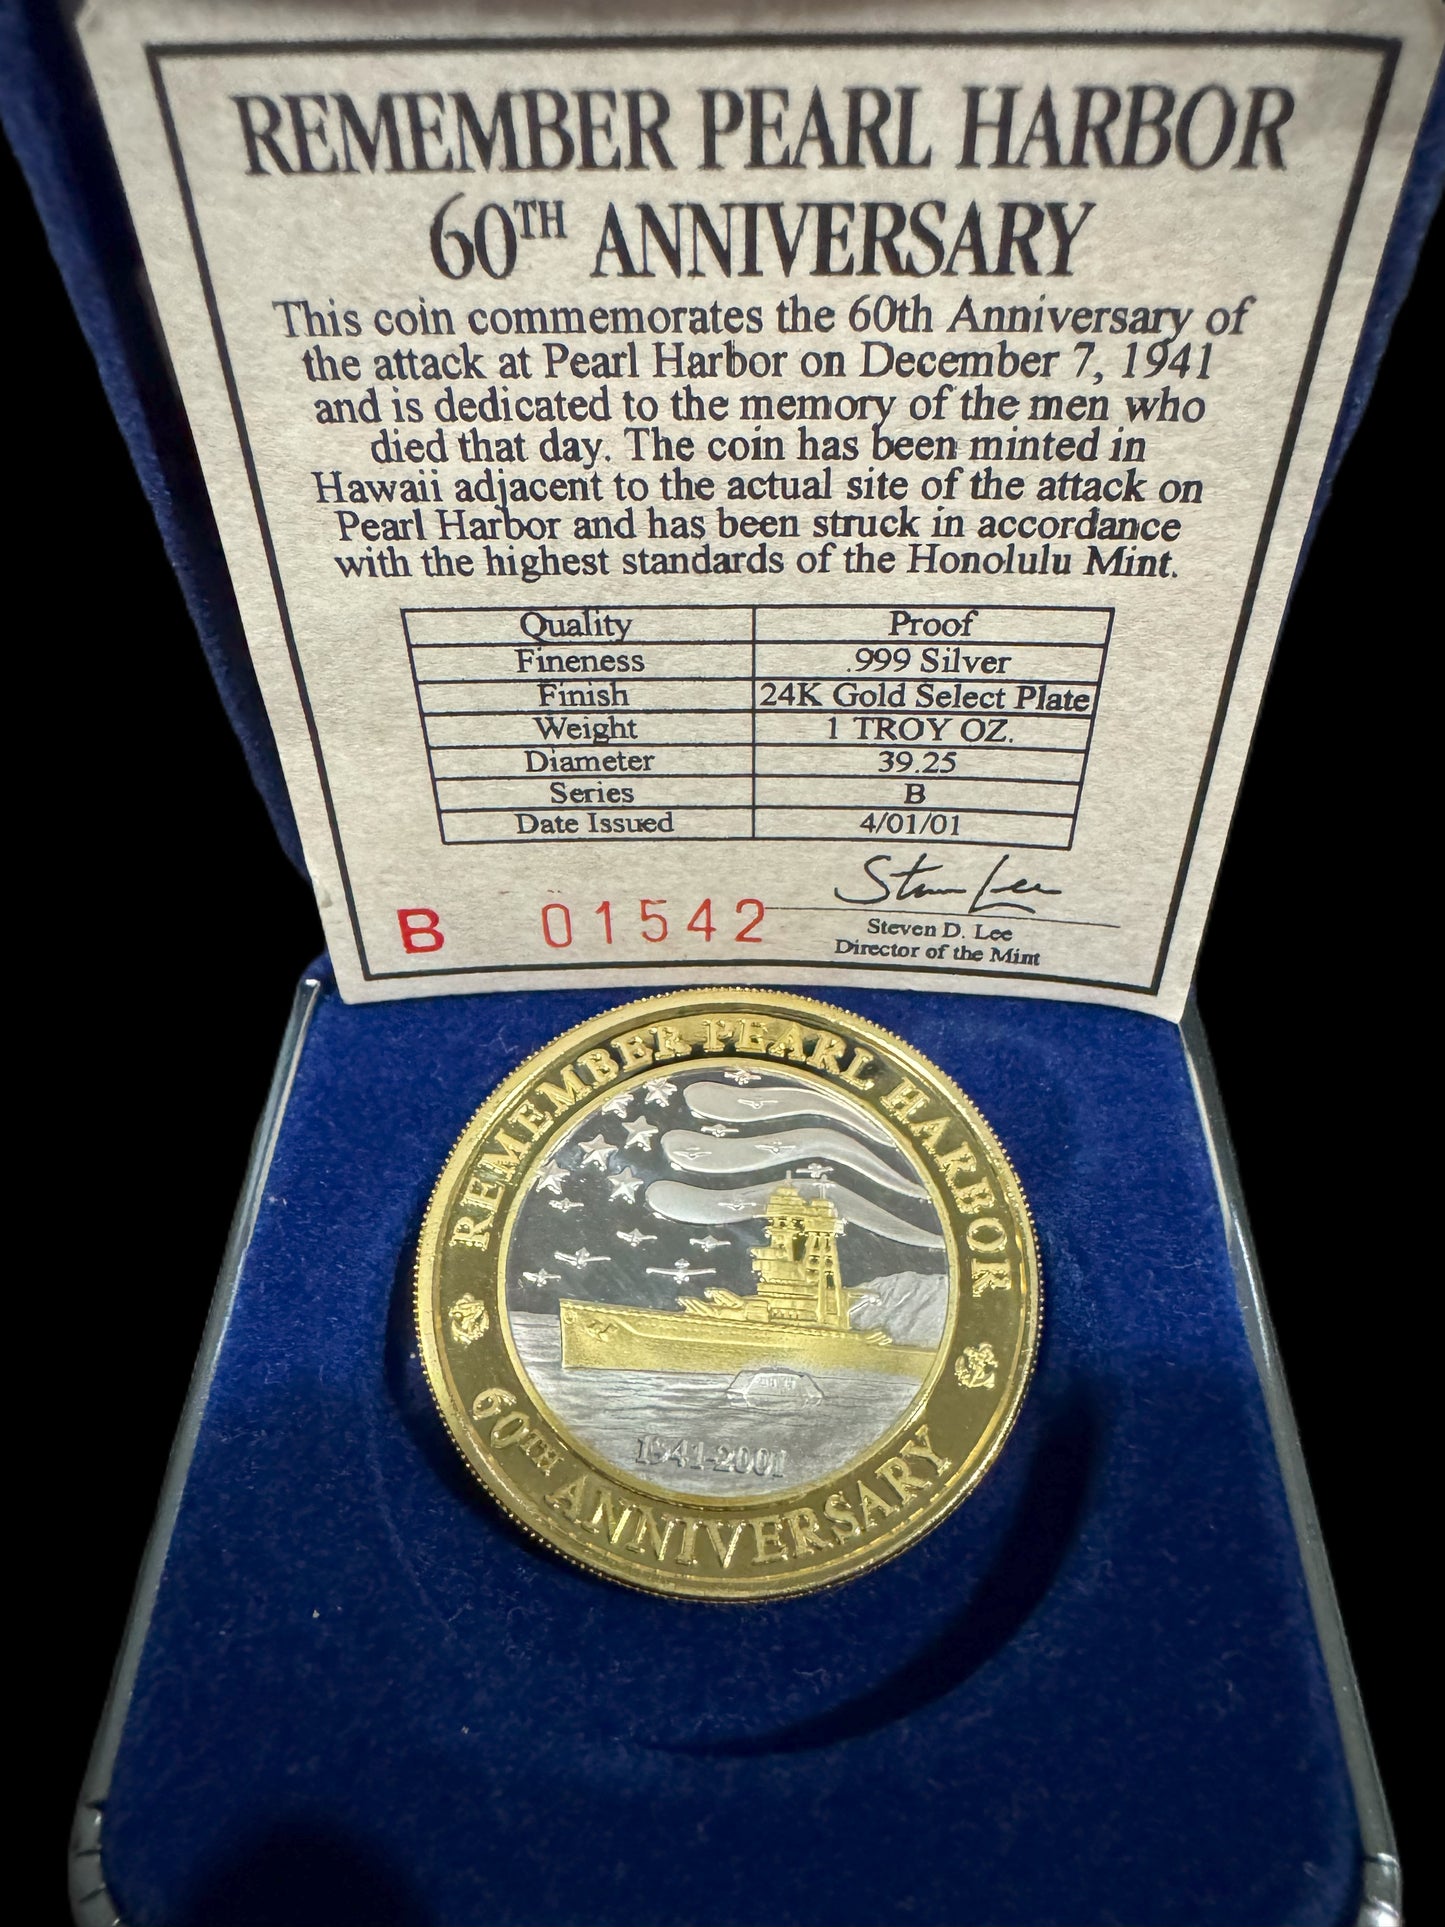 REMEMBER PEARL HARBOR
60TH ANNIVERSARY
This coin commemorates the 60th Anniversary of
the attack at Pearl Harbor on December 7, 1941
and is dedicated to the memory of the men who
died that day. The coin has been minted in
Hawaii adjacent to the actual site of the attack on
Pearl Harbor and has been struck in accordance
with the highest standards of the Honolulu Mint.
Quality Proof
Fineness .999 Silver
Finish 24K Gold Select Plate
Weight 1 TROY OZ.
Diameter 39.25
Series B
Date Issued 4/01/01
Steven Lee
B 01542
Steven D. Lee
Director of the Mint
REMEMBER PEARL HARBOR
1941-2001
60TH ANNIVERSARY